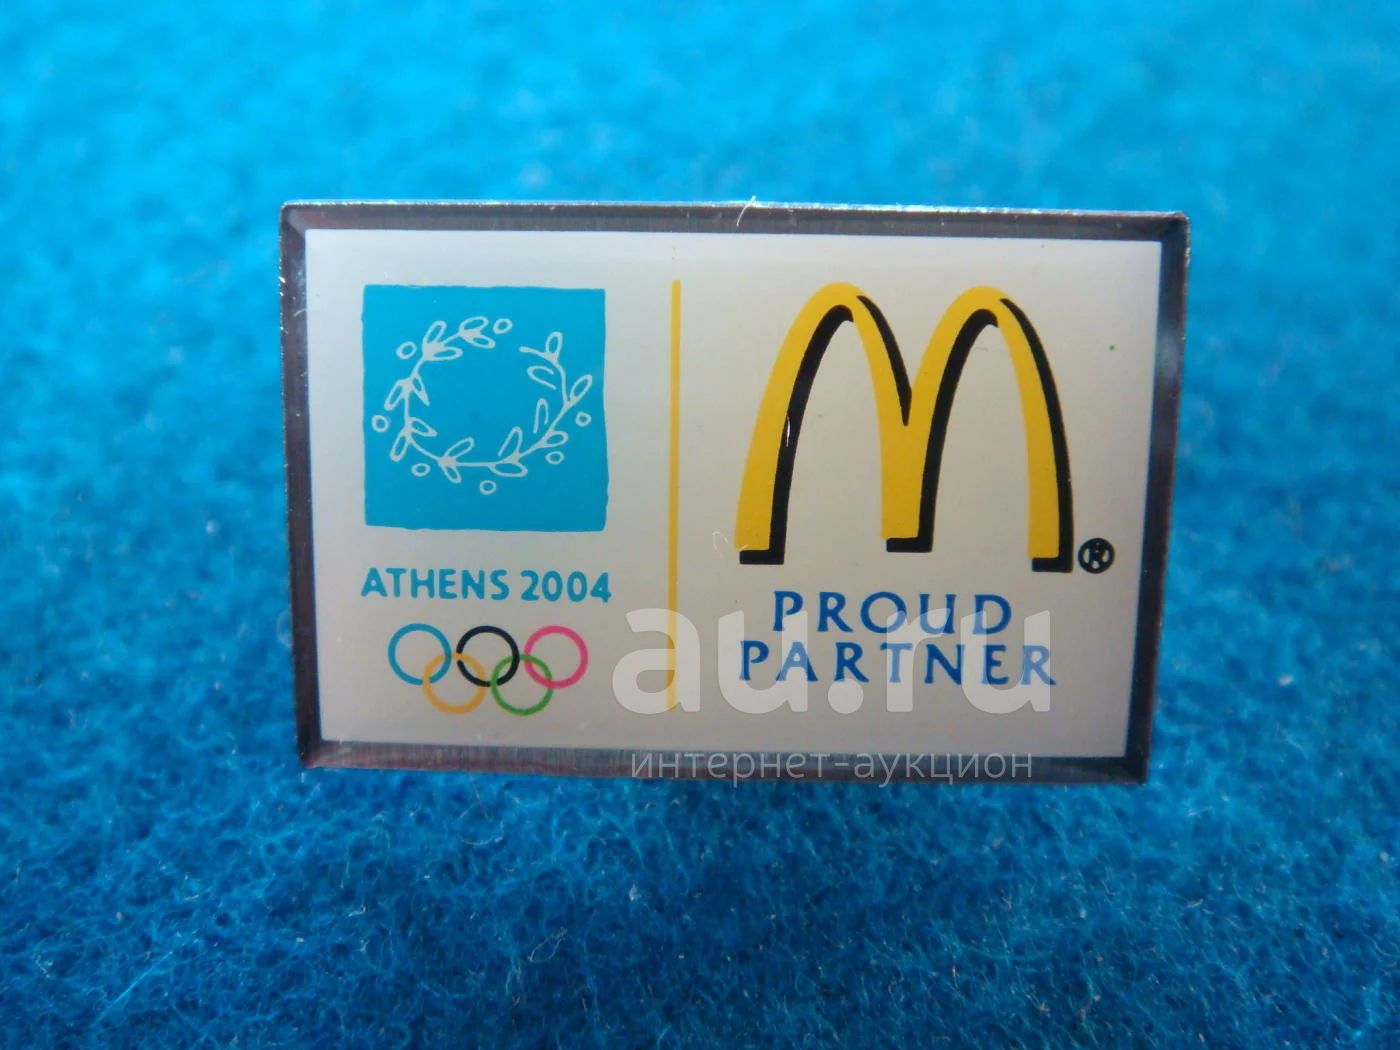 ATHENS 2004
PROUD
PARTNER
®
au.ru
интернет-аукцион